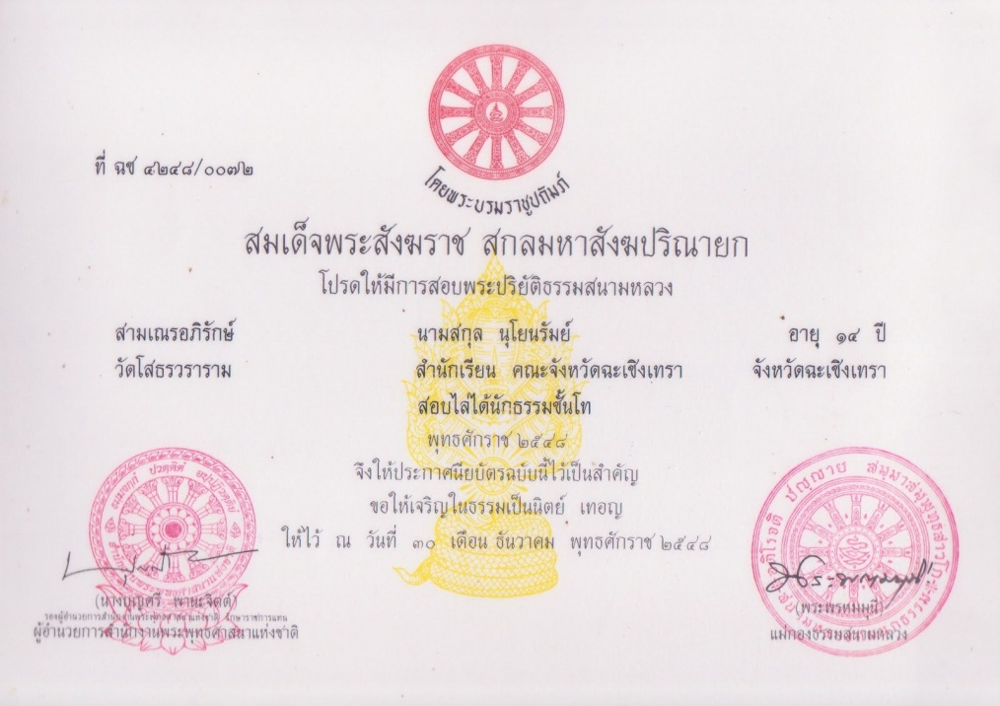 ที่ ฉช ๔๒๔๘/๐๐๗๒
โดยพระบรมราชูปถัมภ์
สมเด็จพระสังฆราช สกลมหาสังฆปริณายก
โปรดให้มีการสอบพระปริยัติธรรมสนามหลวง
สามเณรอภิรักษ์ นามสกุล นุโยนรัมย์ อายุ ๑๔ ปี
วัดโสธรวราราม สำนักเรียน คณะจังหวัดฉะเชิงเทรา จังหวัดฉะเชิงเทรา
สอบไล่ได้นักธรรมชั้นโท
พุทธศักราช ๒๕๔๘
จึงให้ประกาศนียบัตรฉบับนี้ไว้เป็นสำคัญ
ขอให้เจริญในธรรมเป็นนิตย์ เทอญ
ให้ไว้ ณ วันที่ ๓๐ เดือน ธันวาคม พุทธศักราช ๒๕๔๘
(นางบุญศรี พานะจิตต์)
รองผู้อำนวยการสำนักงานพระพุทธศาสนาแห่งชาติ รักษาราชการแทน
ผู้อำนวยการสำนักงานพระพุทธศาสนาแห่งชาติ
(พระพรหมมุนี)
แม่กองธรรมสนามหลวง